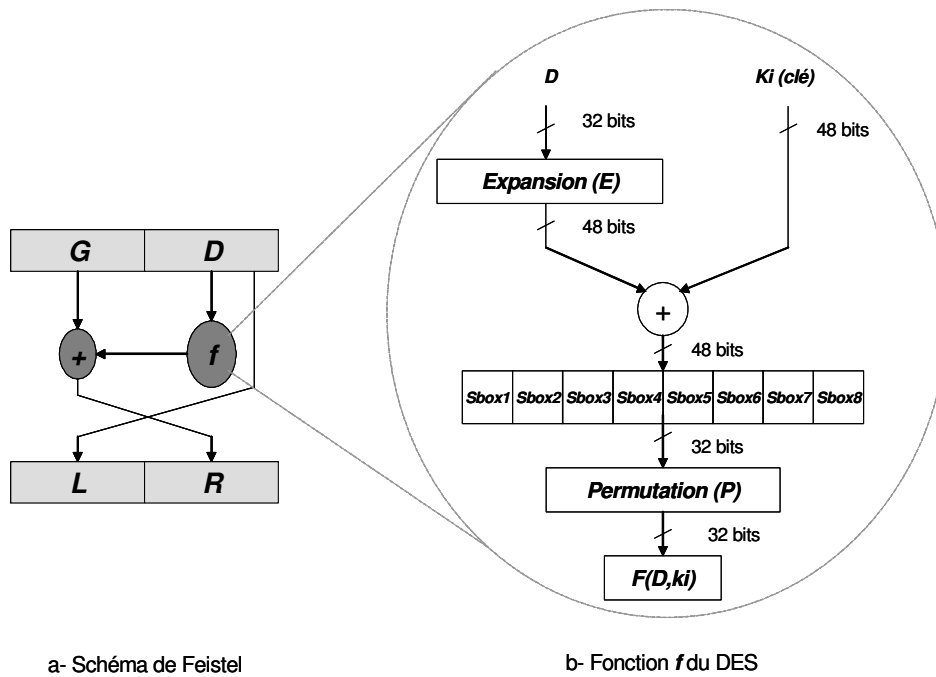 D
Ki (clé)
32 bits
48 bits
Expansion (E)
48 bits
G
D
+
f
+
48 bits
Sbox1 Sbox2 Sbox3 Sbox4 Sbox5 Sbox6 Sbox7 Sbox8
32 bits
L
R
Permutation (P)
32 bits
F(D,ki)
a- Schéma de Feistel
b- Fonction f du DES